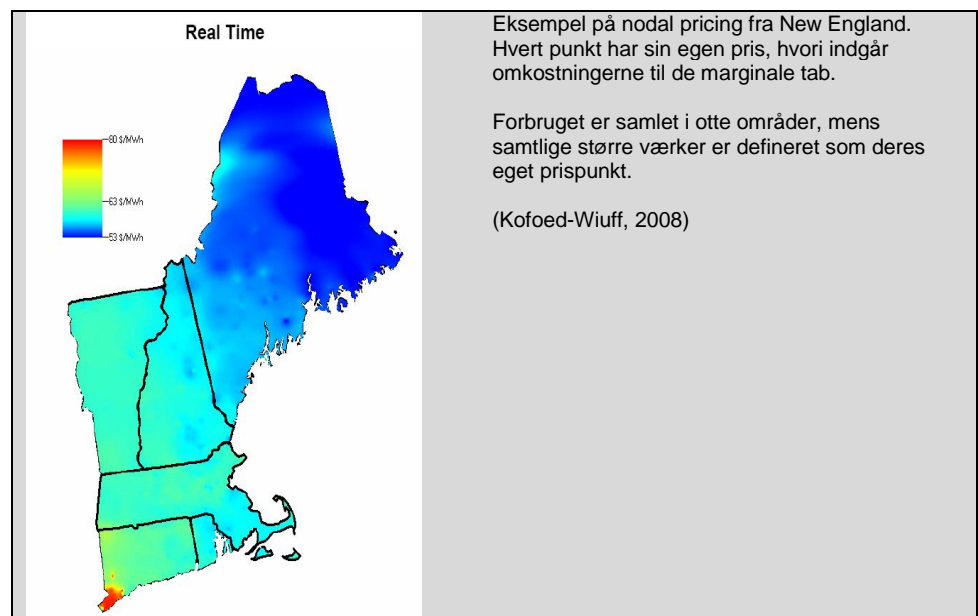 Real Time
80 $/MWh
63 $/MWh
53 $/MWh
Eksempel på nodal pricing fra New England.
Hvert punkt har sin egen pris, hvori indgår
omkostningerne til de marginale tab.
Forbruget er samlet i otte områder, mens
samtlige større værker er defineret som deres
eget prispunkt.
(Kofoed-Wiuff, 2008)